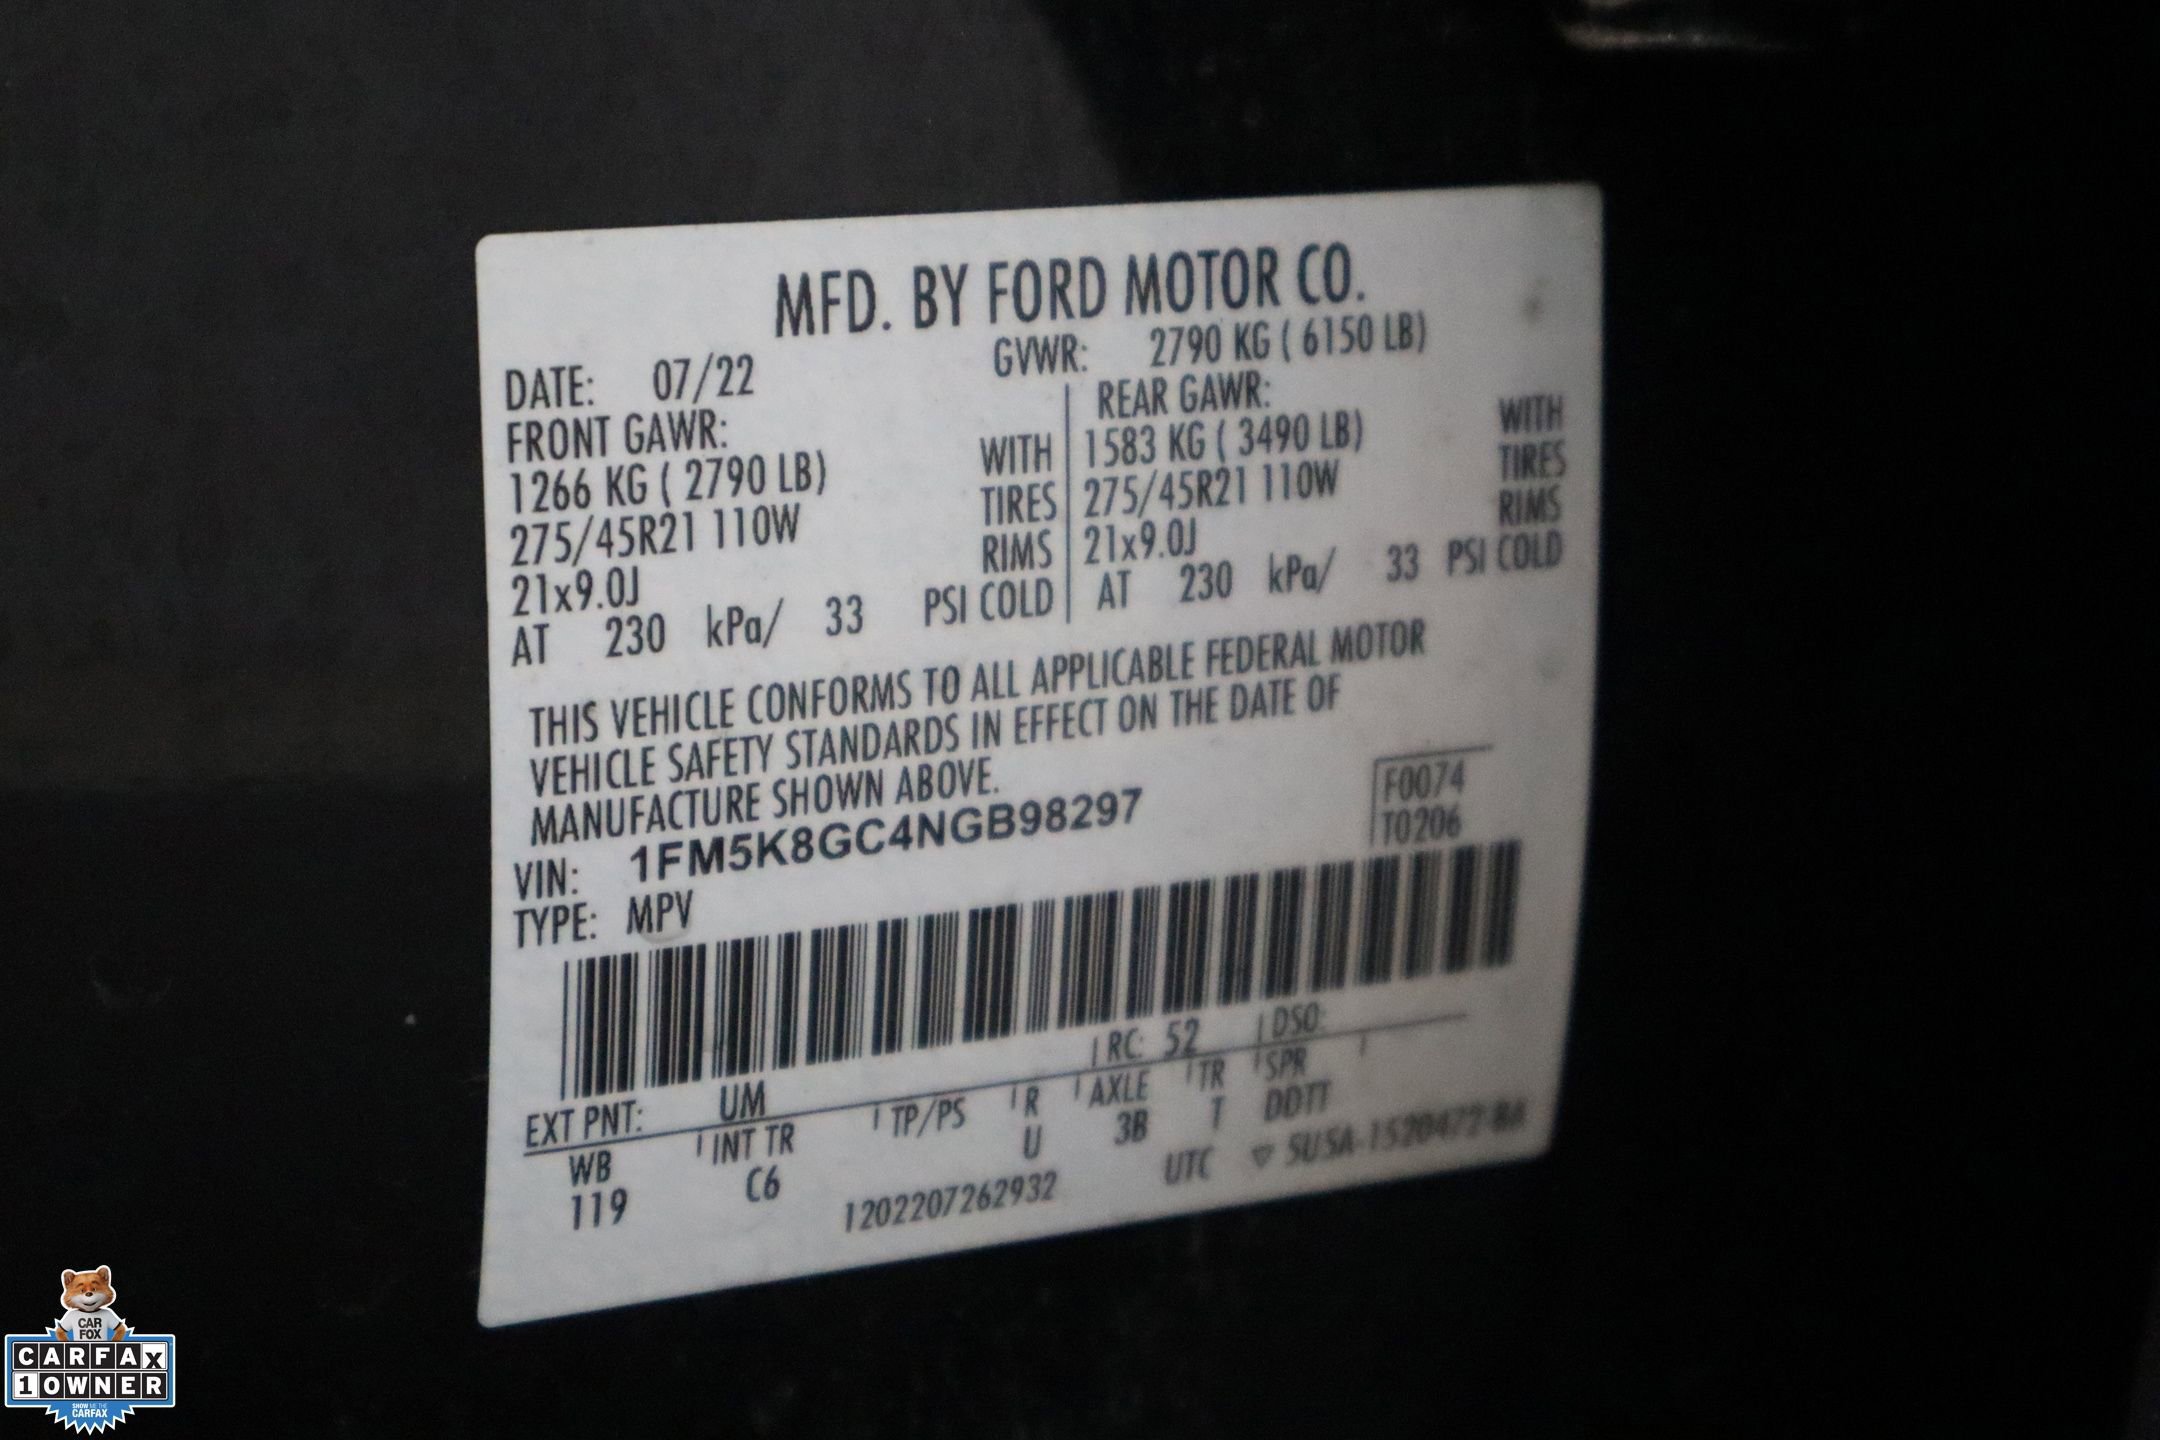 MFD. BY FORD MOTOR CO.
DATE: 07/22 GVWR: 2790 KG ( 6150 LB)
FRONT GAWR: REAR GAWR:
1266 KG ( 2790 LB) WITH 1583 KG ( 3490 LB) WITH
275/45R21 110W TIRES 275/45R21 110W TIRES
21x9.0J RIMS 21x9.0J RIMS
AT 230 kPa/ 33 PSI COLD AT 230 kPa/ 33 PSI COLD
THIS VEHICLE CONFORMS TO ALL APPLICABLE FEDERAL MOTOR
VEHICLE SAFETY STANDARDS IN EFFECT ON THE DATE OF
MANUFACTURE SHOWN ABOVE.
F0074
T0206
VIN: 1FM5K8GC4NGB98297
TYPE: MPV
EXT PNT: UM RC: 52 DSO:
WB INT TR TP/PS R AXLE TR SPR
119 C6 U 3B T DDTT
1202207262932 UTC
CAR
FOX
CARFAX
1 OWNER
SHOW ME THE
CARFAX